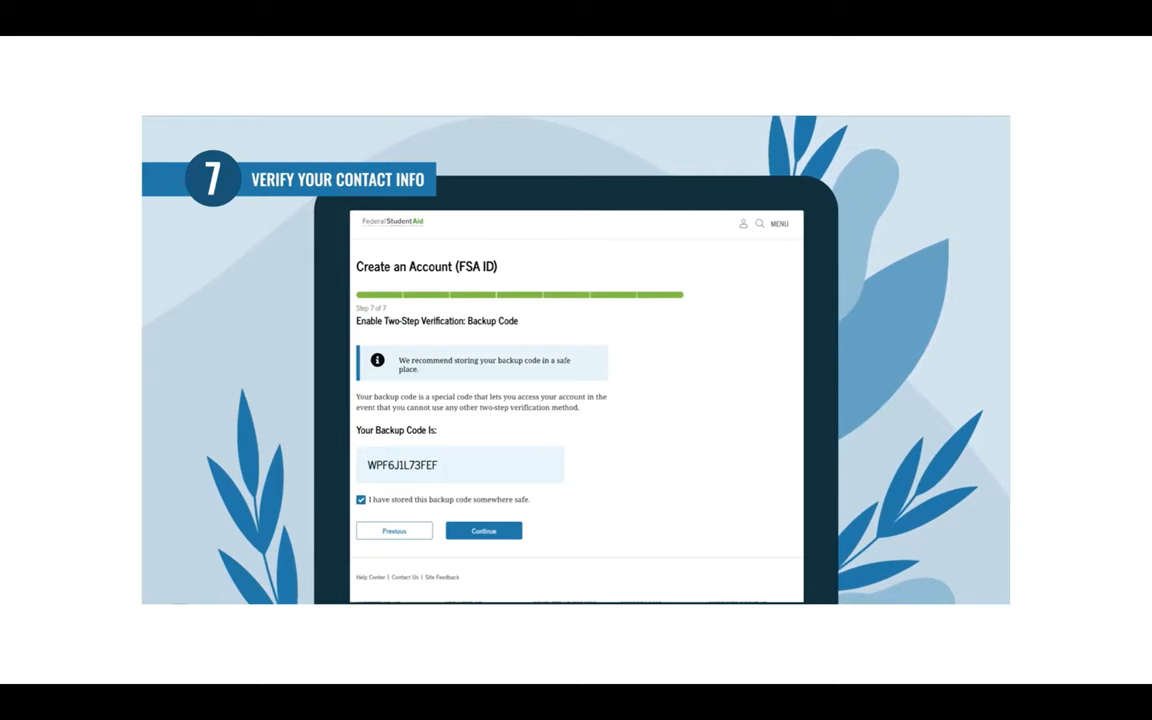 7 VERIFY YOUR CONTACT INFO
Federal Student Aid
MENU
Create an Account (FSA ID)
Step 7 of 7
Enable Two-Step Verification: Backup Code
We recommend storing your backup code in a safe
place.
Your backup code is a special code that lets you access your account in the
event that you cannot use any other two-step verification method.
Your Backup Code Is:
WPF6J1L73FEF
I have stored this backup code somewhere safe.
Previous
Continue
Help Center | Contact Us | Site Feedback